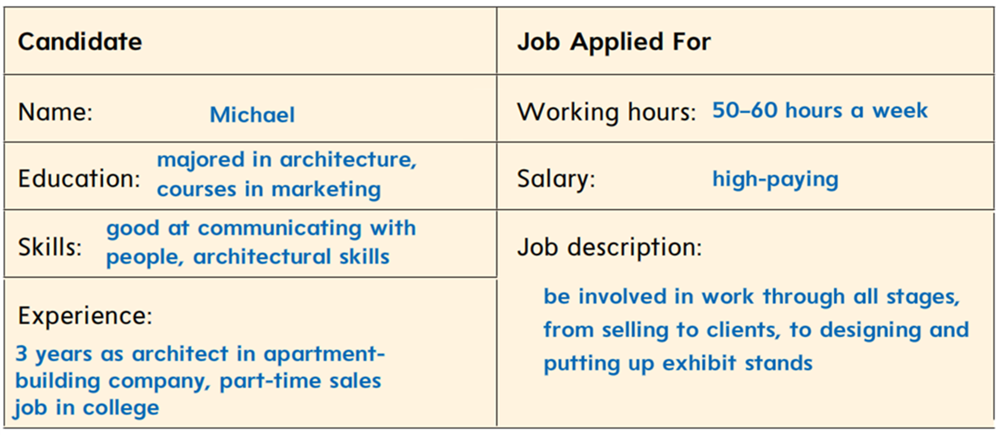 Candidate
Job Applied For
Name: Michael
Working hours: 50–60 hours a week
Education: majored in architecture,
courses in marketing
Salary: high-paying
Skills: good at communicating with
people, architectural skills
Experience:
3 years as architect in apartment-
building company, part-time sales
job in college
Job description:
be involved in work through all stages,
from selling to clients, to designing and
putting up exhibit stands